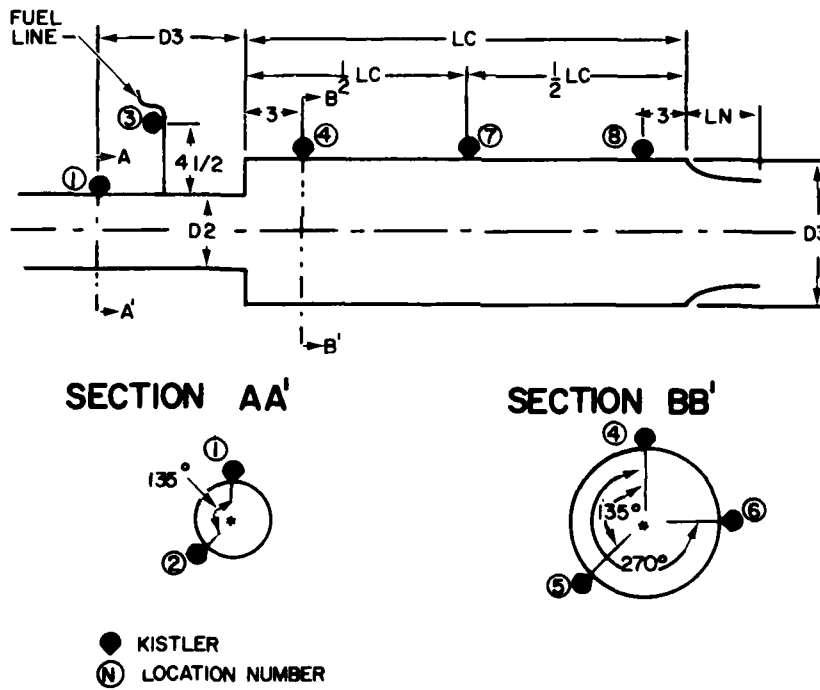 FUEL
LINE
D3
LC
1/2 LC
1/2 LC
3
B
3
LN
③
④
⑦
⑧
A
4 1/2
①
D2
D3
A'
B'
SECTION AA'
SECTION BB'
①
④
135°
135°
⑥
②
270°
⑤
KISTLER
Ⓝ LOCATION NUMBER